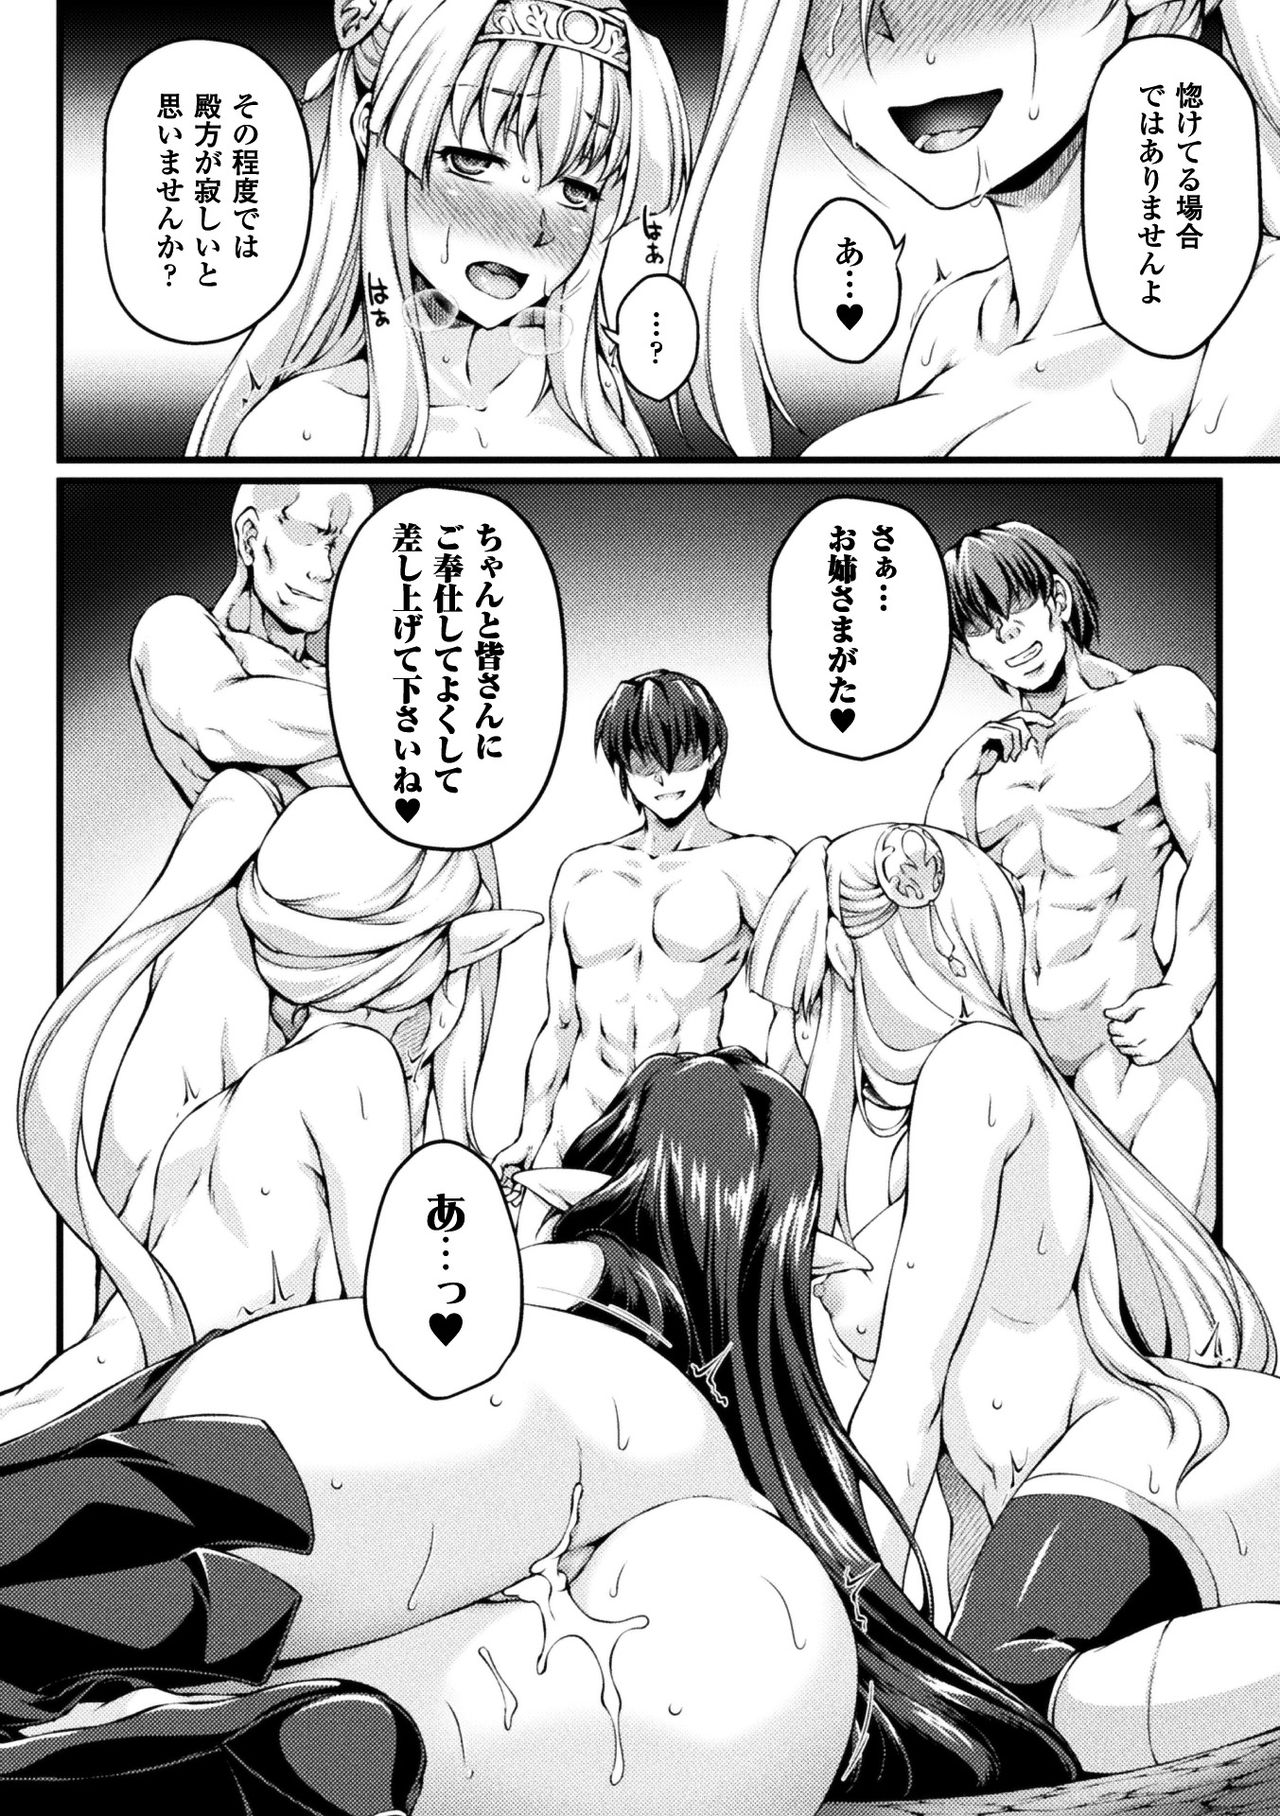 惚けてる場合
ではありませんよ
あ…♥
…?
はぁ
はぁ
その程度では
殿方が寂しいと
思いませんか?
さぁ…
お姉さまがた♥
ちゃんと皆さんに
ご奉仕してよくして
差し上げて下さいね♥
あ…っ♥